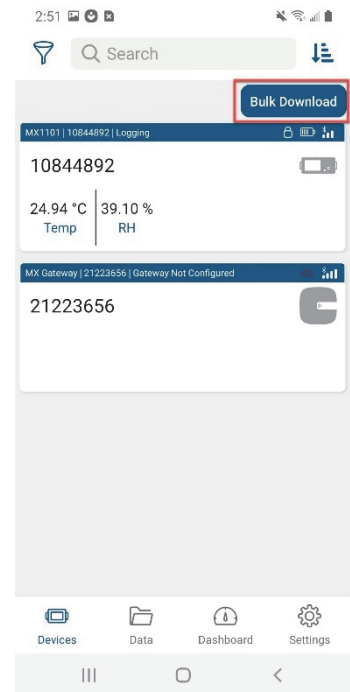 2:51
Search
Bulk Download
MX1101 | 10844892 | Logging
10844892
24.94 °C 39.10 %
Temp RH
MX Gateway | 21223656 | Gateway Not Configured
21223656
Devices Data Dashboard Settings